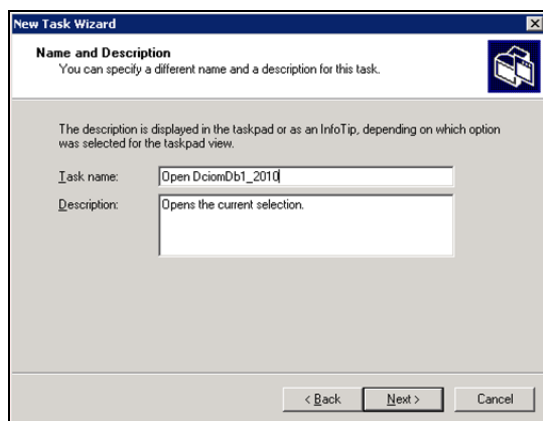 New Task Wizard
Name and Description
You can specify a different name and a description for this task.
The description is displayed in the taskpad or as an InfoTip, depending on which option
was selected for the taskpad view.
Task name: Open DciomDb1_2010
Description: Opens the current selection.
< Back Next > Cancel